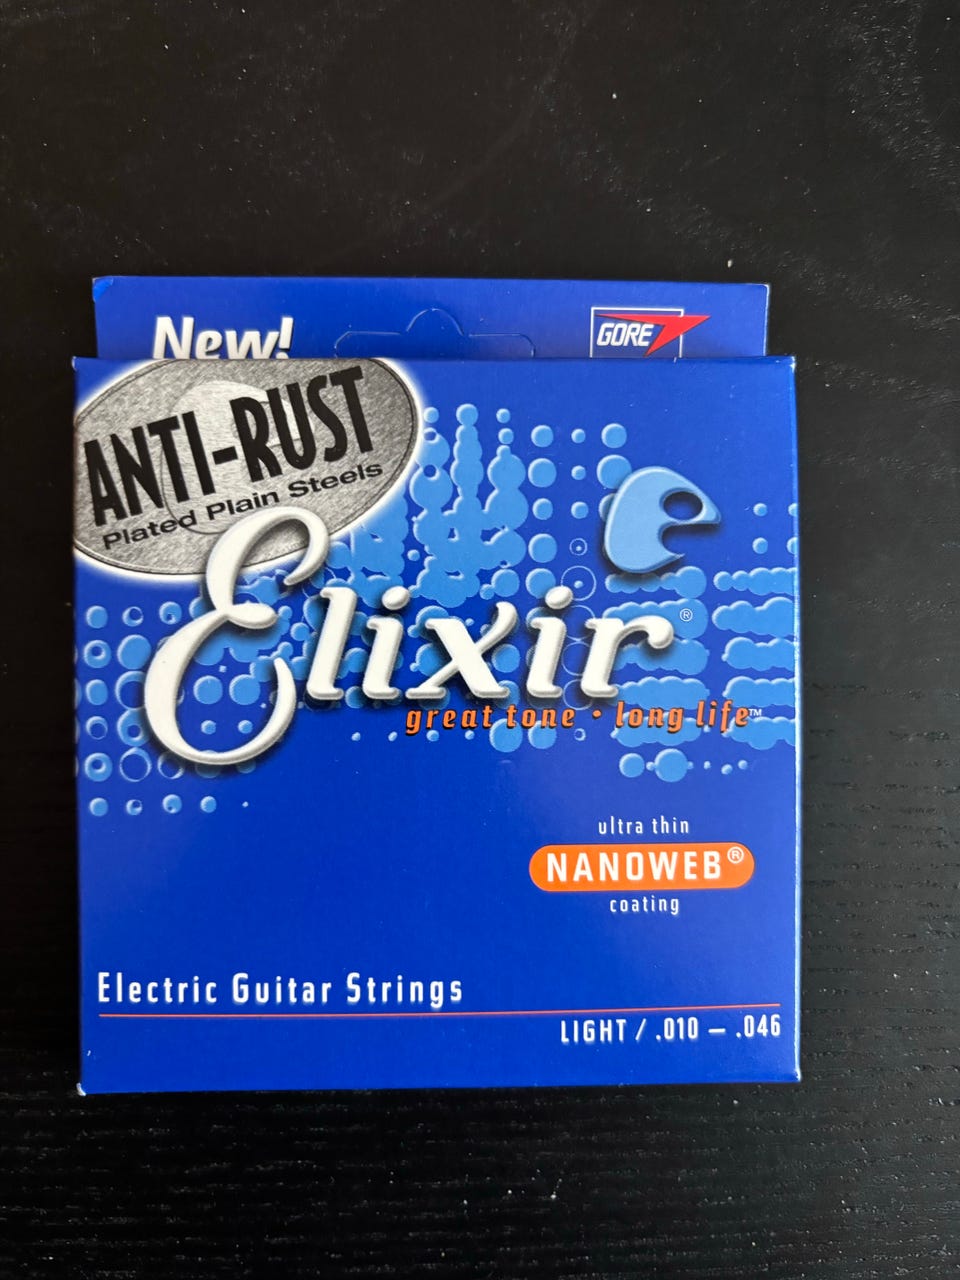 New!
GORE
ANTI-RUST
Plated Plain Steels
Elixir®
great tone · long life™
ultra thin
NANOWEB®
coating
Electric Guitar Strings
LIGHT / .010 — .046